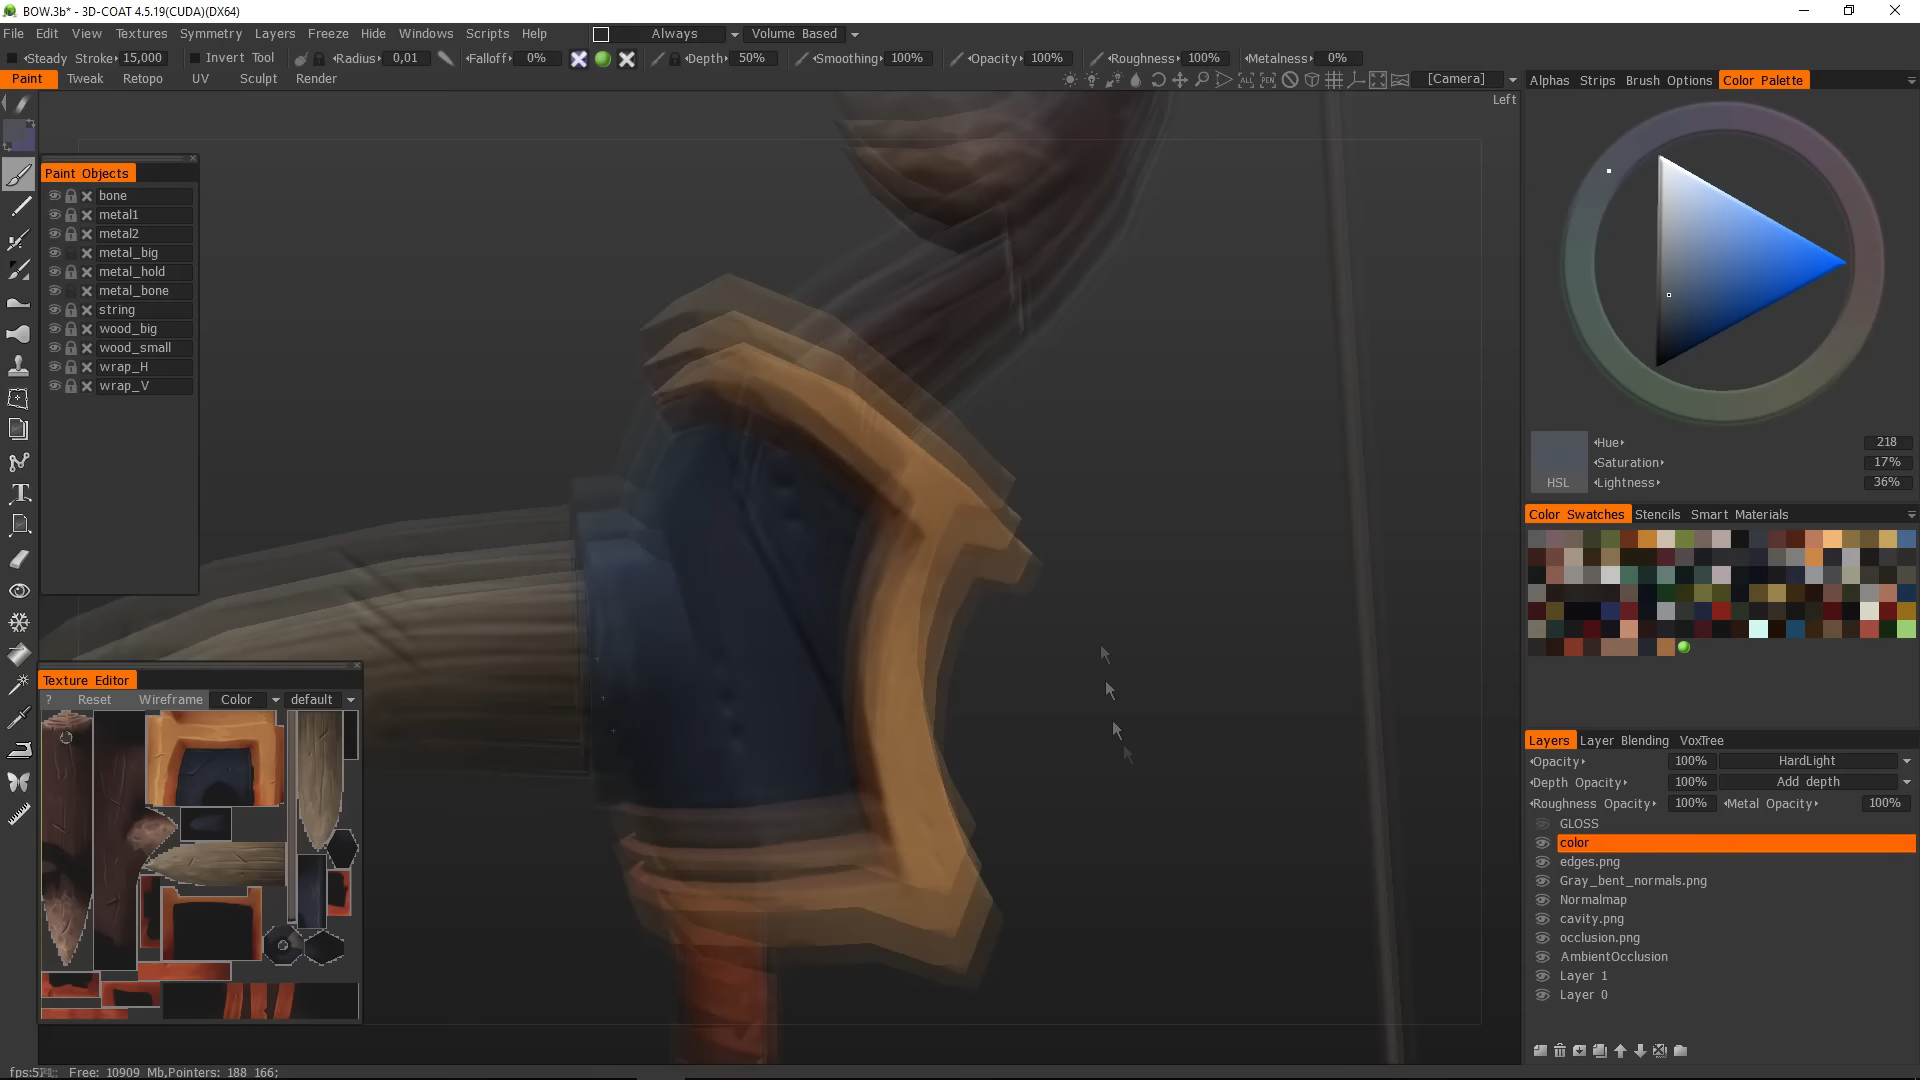 BOW.3b* - 3D-COAT 4.5.19(CUDA)(DX64)
File Edit View Textures Symmetry Layers Freeze Hide Windows Scripts Help Always Volume Based
Steady Stroke 15,000 Invert Tool Radius 0,01 Falloff 0% Depth 50% Smoothing 100% Opacity 100% Roughness 100% Metalness 0%
Paint Tweak Retopo UV Sculpt Render [Camera]
Left
Alphas Strips Brush Options Color Palette
Paint Objects
bone
metal1
metal2
metal_big
metal_hold
metal_bone
string
wood_big
wood_small
wrap_H
wrap_V
Hue 218
Saturation 17%
HSL Lightness 36%
Color Swatches Stencils Smart Materials
Texture Editor
? Reset Wireframe Color default
Layers Layer Blending VoxTree
Opacity 100% HardLight
Depth Opacity 100% Add depth
Roughness Opacity 100% Metal Opacity 100%
GLOSS
color
edges.png
Gray_bent_normals.png
Normalmap
cavity.png
occlusion.png
AmbientOcclusion
Layer 1
Layer 0
Free: 10909 Mb,Pointers: 188 166;